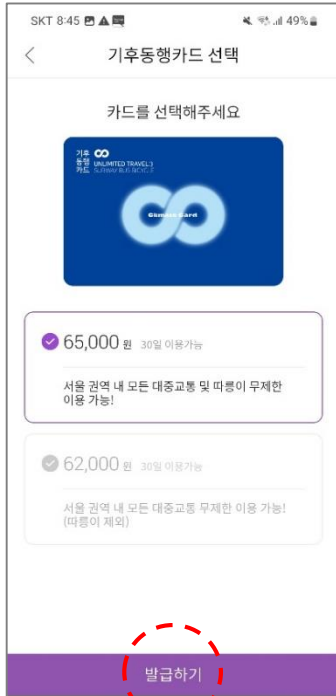 SKT 8:45
49%
기후동행카드 선택
카드를 선택해주세요
기후
동행
카드
UNLIMITED TRAVEL:)
SUBWAY BUS BICYCLE
Climate Card
65,000 원 30일 이용가능
서울 권역 내 모든 대중교통 및 따릉이 무제한
이용 가능!
62,000 원 30일 이용가능
서울 권역 내 모든 대중교통 무제한 이용 가능!
(따릉이 제외)
발급하기